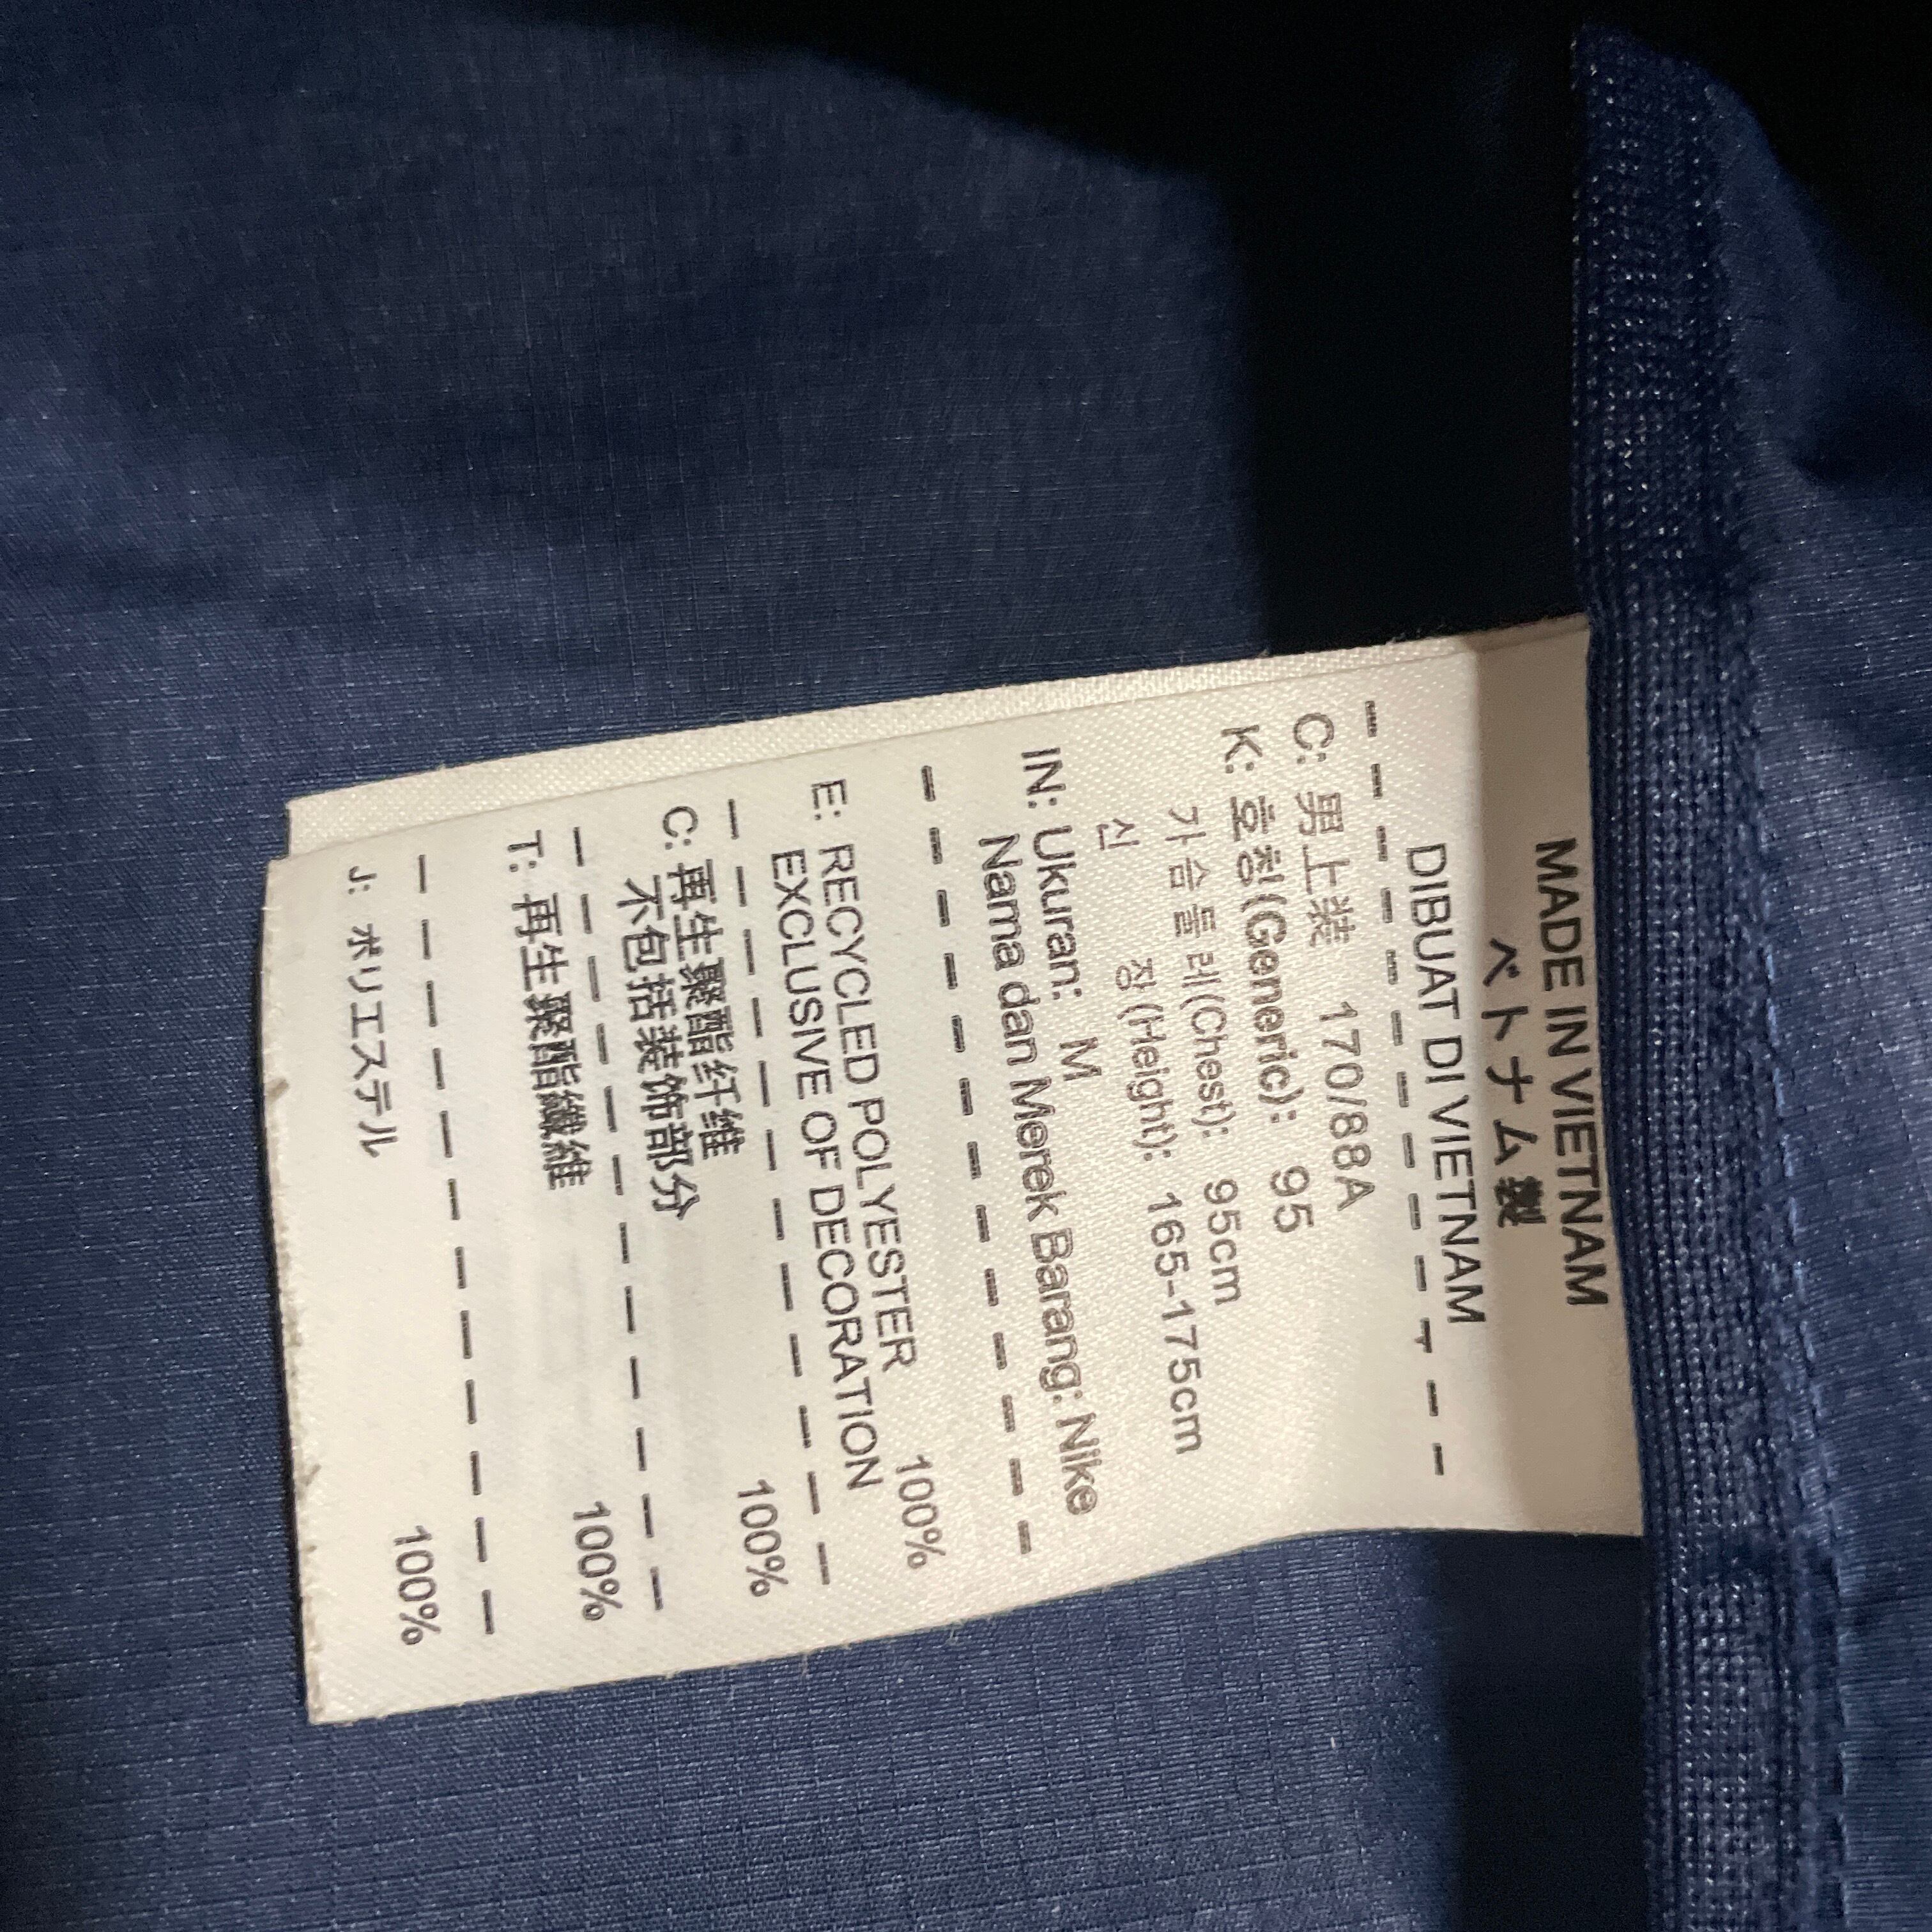 MADE IN VIETNAM
ベトナム製
DIBUAT DI VIETNAM
C: 男上装 170/88A
K: 호칭(Generic): 95
가슴둘레(Chest): 95cm
신 장(Height): 165-175cm
IN: Ukuran: M
Nama dan Merek Barang: Nike
E: RECYCLED POLYESTER 100%
EXCLUSIVE OF DECORATION
C: 再生聚酯纤维 100%
不包括装饰部分
T: 再生聚酯纖維 100%
J: ポリエステル 100%